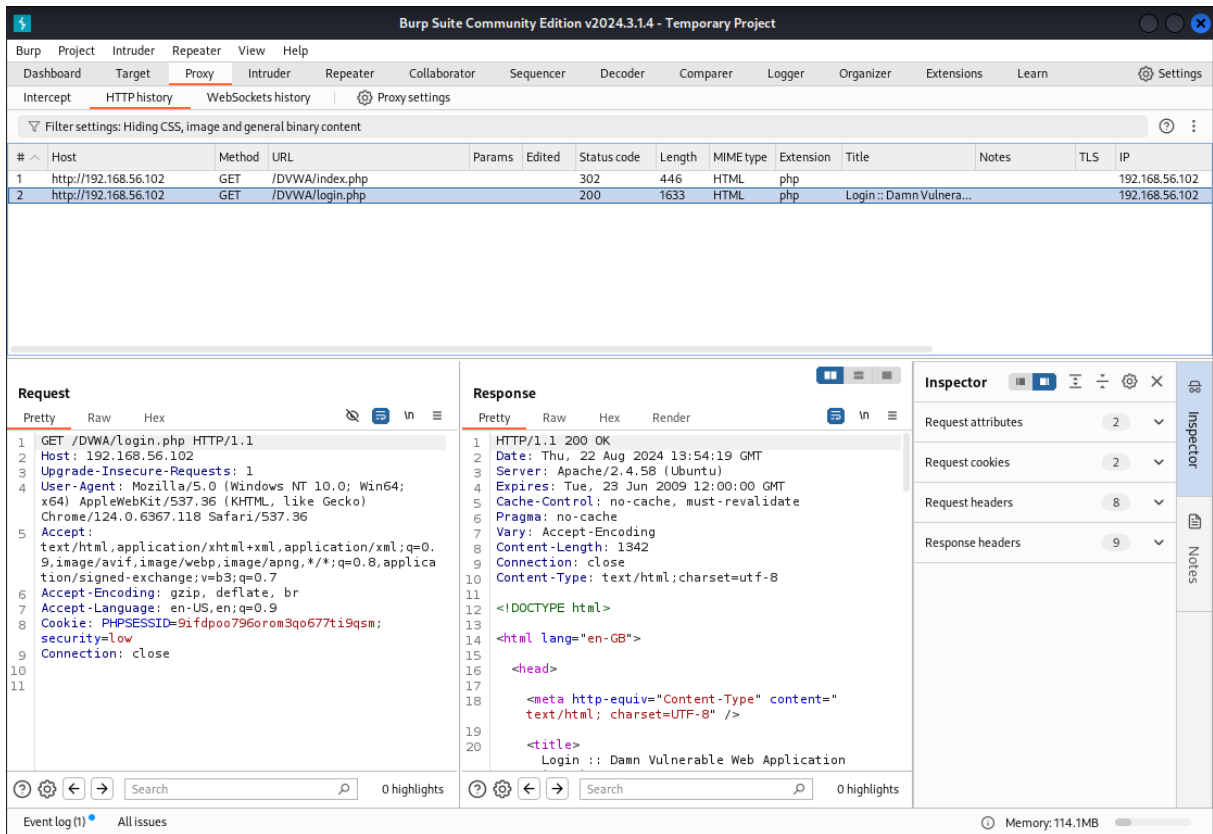 Burp Suite Community Edition v2024.3.1.4 - Temporary Project
Burp Project Intruder Repeater View Help
Dashboard Target Proxy Intruder Repeater Collaborator Sequencer Decoder Comparer Logger Organizer Extensions Learn Settings
Intercept HTTP history WebSockets history Proxy settings
Filter settings: Hiding CSS, image and general binary content
# Host Method URL Params Edited Status code Length MIME type Extension Title Notes TLS IP
1 http://192.168.56.102 GET /DVWA/index.php 302 446 HTML php 192.168.56.102
2 http://192.168.56.102 GET /DVWA/login.php 200 1633 HTML php Login :: Damn Vulnera... 192.168.56.102
Request
Pretty Raw Hex \n
1 GET /DVWA/login.php HTTP/1.1
2 Host: 192.168.56.102
3 Upgrade-Insecure-Requests: 1
4 User-Agent: Mozilla/5.0 (Windows NT 10.0; Win64;
x64) AppleWebKit/537.36 (KHTML, like Gecko)
Chrome/124.0.6367.118 Safari/537.36
5 Accept:
text/html,application/xhtml+xml,application/xml;q=0.
9,image/avif,image/webp,image/apng,*/*;q=0.8,applica
tion/signed-exchange;v=b3;q=0.7
6 Accept-Encoding: gzip, deflate, br
7 Accept-Language: en-US,en;q=0.9
8 Cookie: PHPSESSID=9ifdpoo796orom3qo677ti9qsm;
security=low
9 Connection: close
10
11
Search 0 highlights
Response
Pretty Raw Hex Render \n
1 HTTP/1.1 200 OK
2 Date: Thu, 22 Aug 2024 13:54:19 GMT
3 Server: Apache/2.4.58 (Ubuntu)
4 Expires: Tue, 23 Jun 2009 12:00:00 GMT
5 Cache-Control: no-cache, must-revalidate
6 Pragma: no-cache
7 Vary: Accept-Encoding
8 Content-Length: 1342
9 Connection: close
10 Content-Type: text/html;charset=utf-8
11
12 <!DOCTYPE html>
13
14 <html lang="en-GB">
15
16 <head>
17
18 <meta http-equiv="Content-Type" content="
text/html; charset=UTF-8" />
19
20 <title>
Login :: Damn Vulnerable Web Application
Search 0 highlights
Inspector
Request attributes 2
Request cookies 2
Request headers 8
Response headers 9
Inspector
Notes
Event log (1) All issues
Memory: 114.1MB